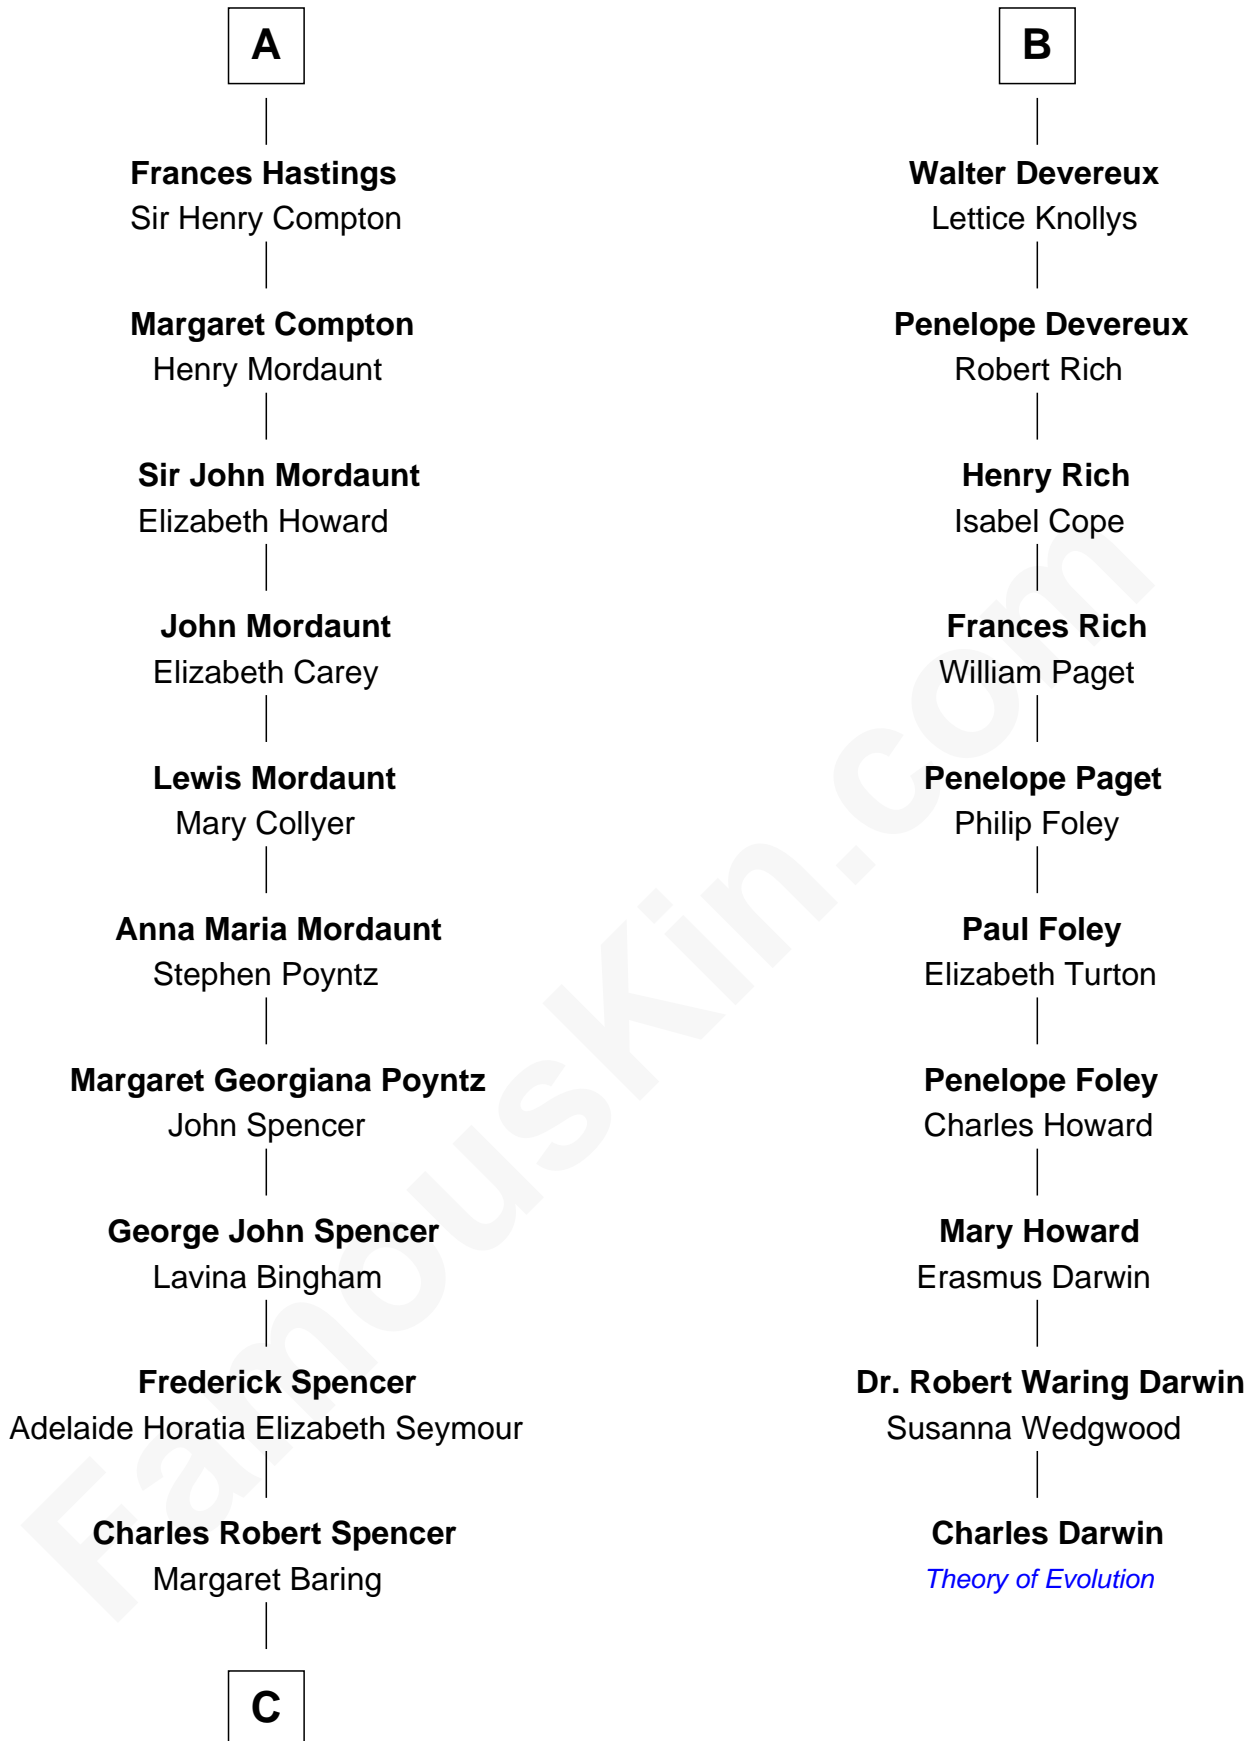 A
Frances Hastings
Sir Henry Compton
Margaret Compton
Henry Mordaunt
Sir John Mordaunt
Elizabeth Howard
John Mordaunt
Elizabeth Carey
Lewis Mordaunt
Mary Collyer
Anna Maria Mordaunt
Stephen Poyntz
Margaret Georgiana Poyntz
John Spencer
George John Spencer
Lavina Bingham
Frederick Spencer
Adelaide Horatia Elizabeth Seymour
Charles Robert Spencer
Margaret Baring
C
B
Walter Devereux
Lettice Knollys
Penelope Devereux
Robert Rich
Henry Rich
Isabel Cope
Frances Rich
William Paget
Penelope Paget
Philip Foley
Paul Foley
Elizabeth Turton
Penelope Foley
Charles Howard
Mary Howard
Erasmus Darwin
Dr. Robert Waring Darwin
Susanna Wedgwood
Charles Darwin
Theory of Evolution
FamousKin.com